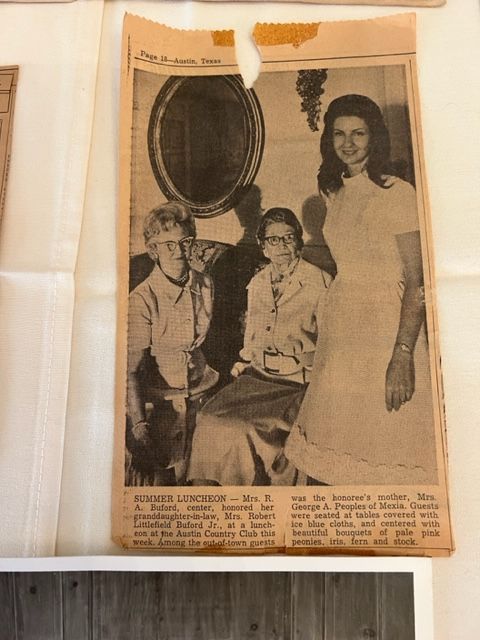 Page 18—Austin, Texas
SUMMER LUNCHEON — Mrs. R.
A. Buford, center, honored her
granddaughter-in-law, Mrs. Robert
Littlefield Buford Jr., at a lunch-
eon at the Austin Country Club this
week. Among the out-of-town guests
was the honoree's mother, Mrs.
George A. Peoples of Mexia. Guests
were seated at tables covered with
ice blue cloths, and centered with
beautiful bouquets of pale pink
peonies, iris, fern and stock.